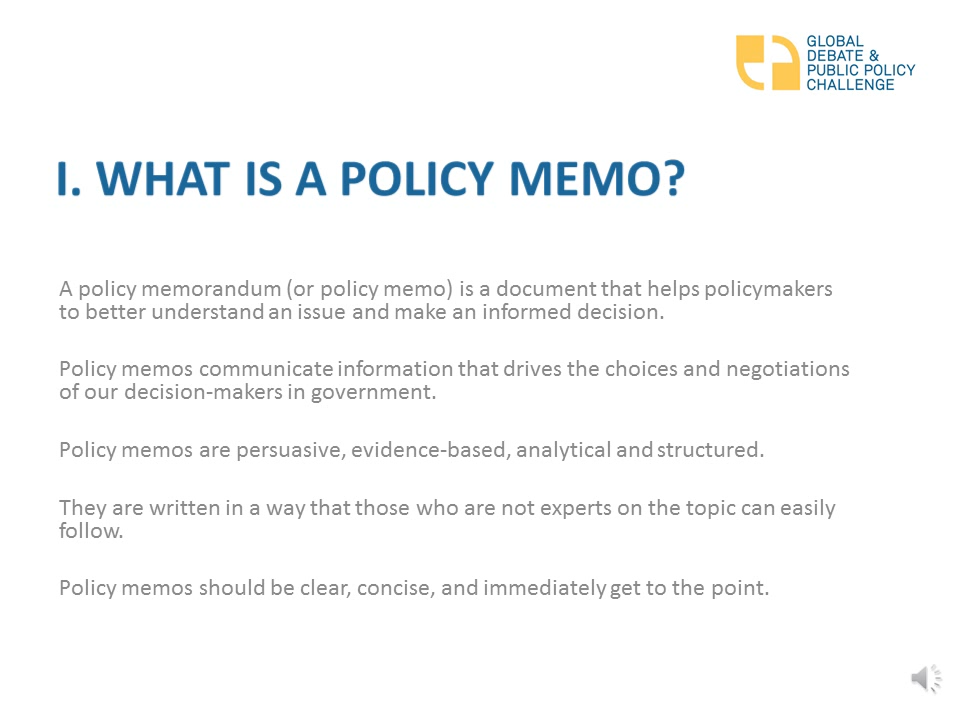 GLOBAL
DEBATE &
PUBLIC POLICY
CHALLENGE
I. WHAT IS A POLICY MEMO?
A policy memorandum (or policy memo) is a document that helps policymakers
to better understand an issue and make an informed decision.
Policy memos communicate information that drives the choices and negotiations
of our decision-makers in government.
Policy memos are persuasive, evidence-based, analytical and structured.
They are written in a way that those who are not experts on the topic can easily
follow.
Policy memos should be clear, concise, and immediately get to the point.